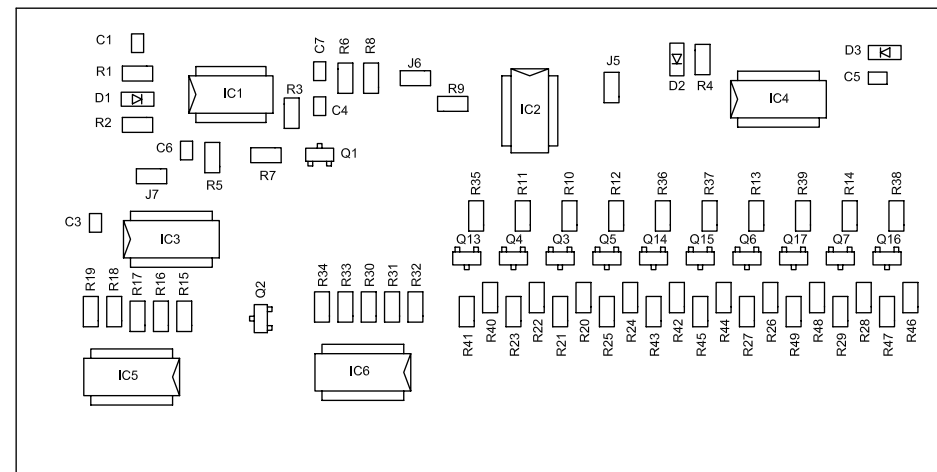 C1
C7
R6
R8
J6
J5
D3
R1
IC1
R3
C4
R9
IC2
D2
R4
IC4
C5
D1
R2
C6
R5
R7
Q1
J7
R35
R11
R10
R12
R36
R37
R13
R39
R14
R38
C3
IC3
Q13
Q4
Q3
Q5
Q14
Q15
Q6
Q17
Q7
Q16
R19
R18
R17
R16
R15
Q2
R34
R33
R30
R31
R32
R41
R40
R23
R22
R21
R20
R25
R24
R43
R42
R45
R44
R27
R26
R49
R48
R29
R28
R47
R46
IC5
IC6